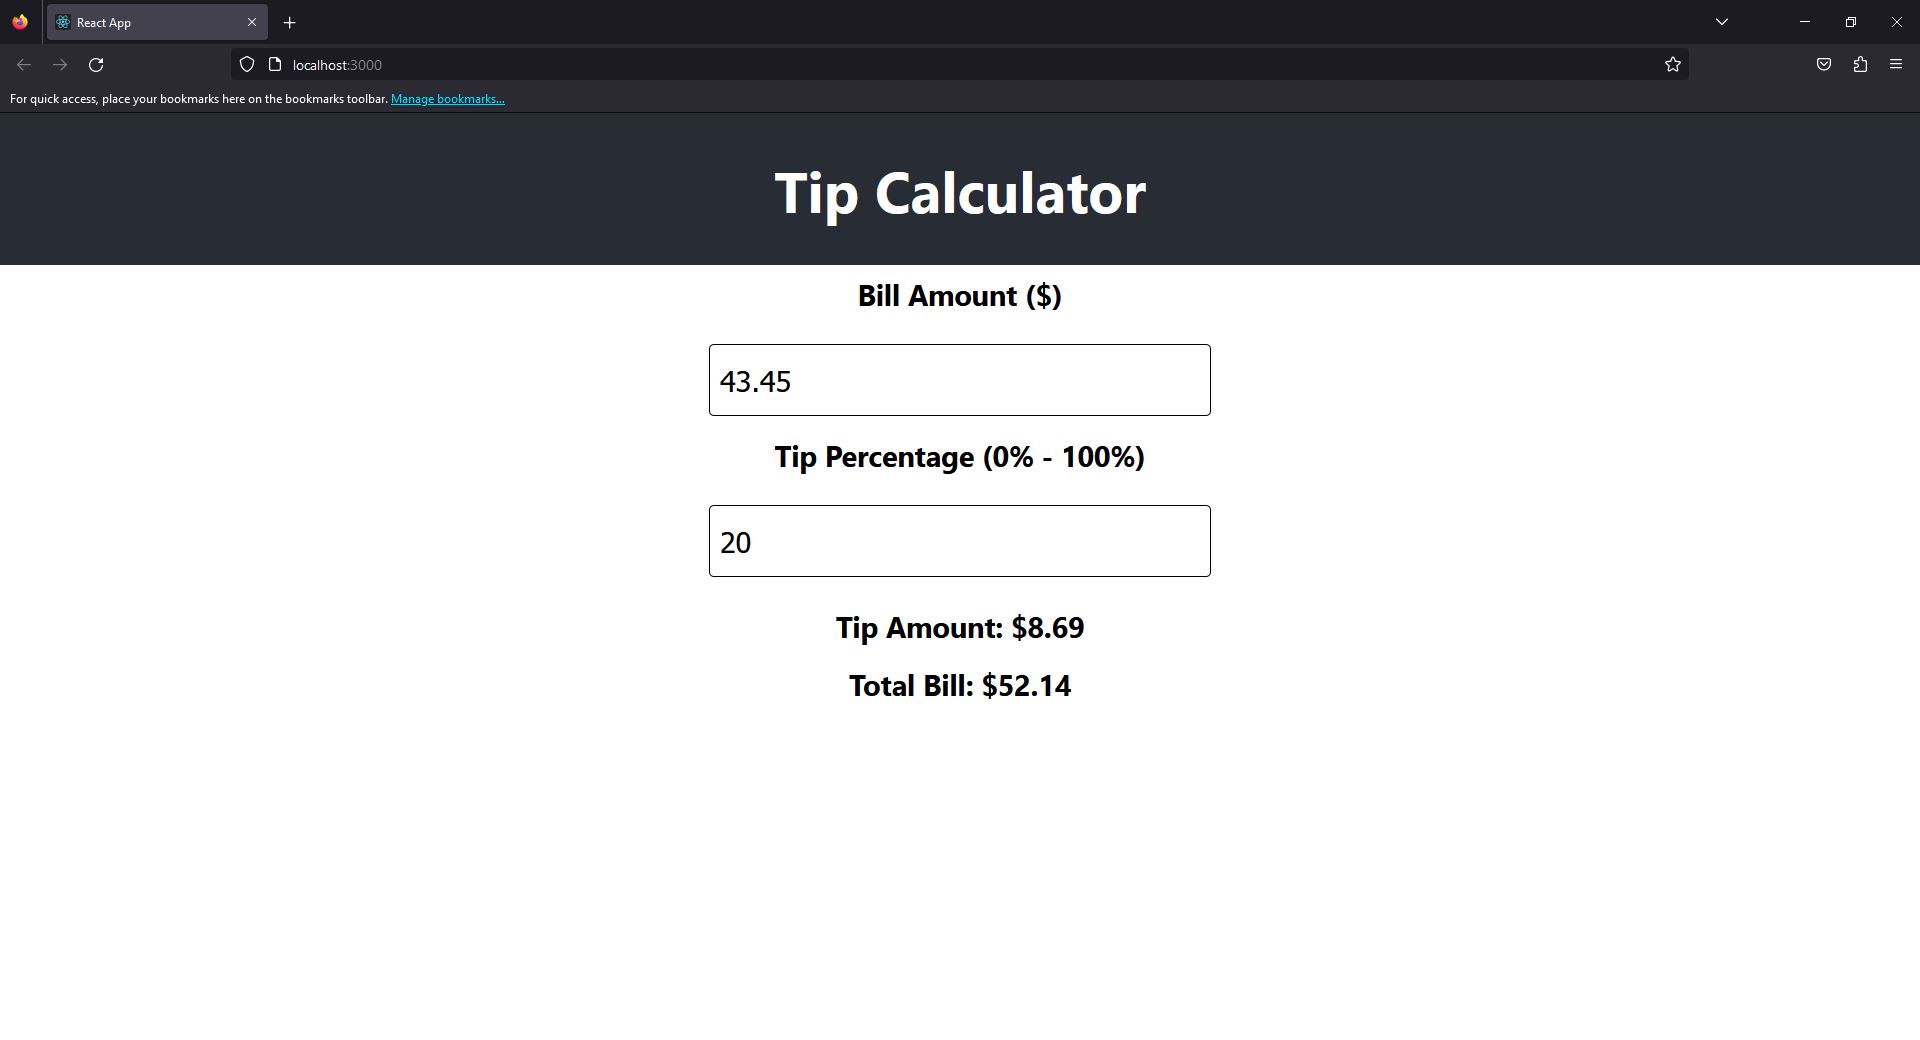 React App
localhost:3000
For quick access, place your bookmarks here on the bookmarks toolbar. Manage bookmarks...
Tip Calculator
Bill Amount ($)
43.45
Tip Percentage (0% - 100%)
20
Tip Amount: $8.69
Total Bill: $52.14